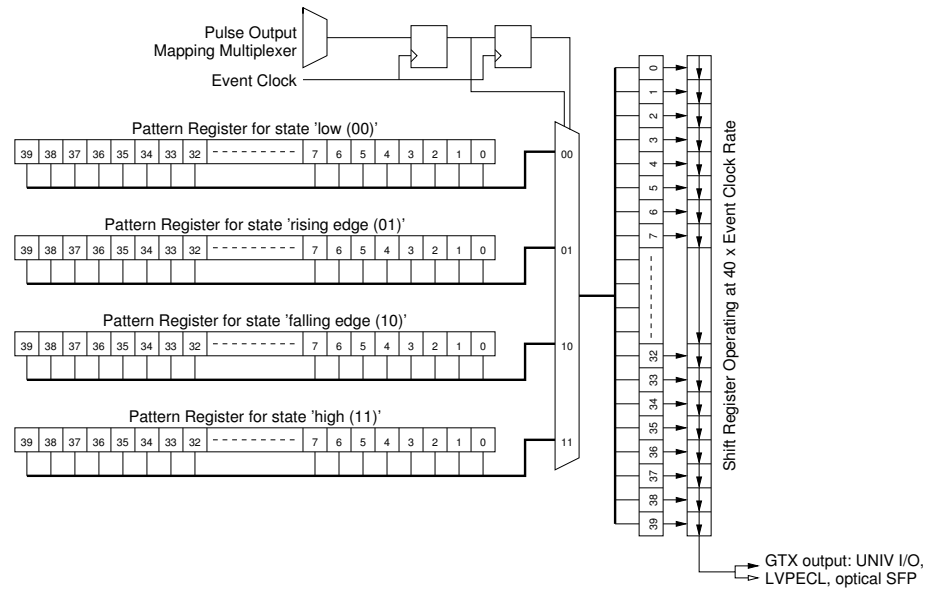 Pulse Output
Mapping Multiplexer
Event Clock
Pattern Register for state 'low (00)'
39 38 37 36 35 34 33 32 7 6 5 4 3 2 1 0
00
Pattern Register for state 'rising edge (01)'
39 38 37 36 35 34 33 32 7 6 5 4 3 2 1 0
01
Pattern Register for state 'falling edge (10)'
39 38 37 36 35 34 33 32 7 6 5 4 3 2 1 0
10
Pattern Register for state 'high (11)'
39 38 37 36 35 34 33 32 7 6 5 4 3 2 1 0
11
0
1
2
3
4
5
6
7
32
33
34
35
36
37
38
39
Shift Register Operating at 40 x Event Clock Rate
GTX output: UNIV I/O,
LVPECL, optical SFP